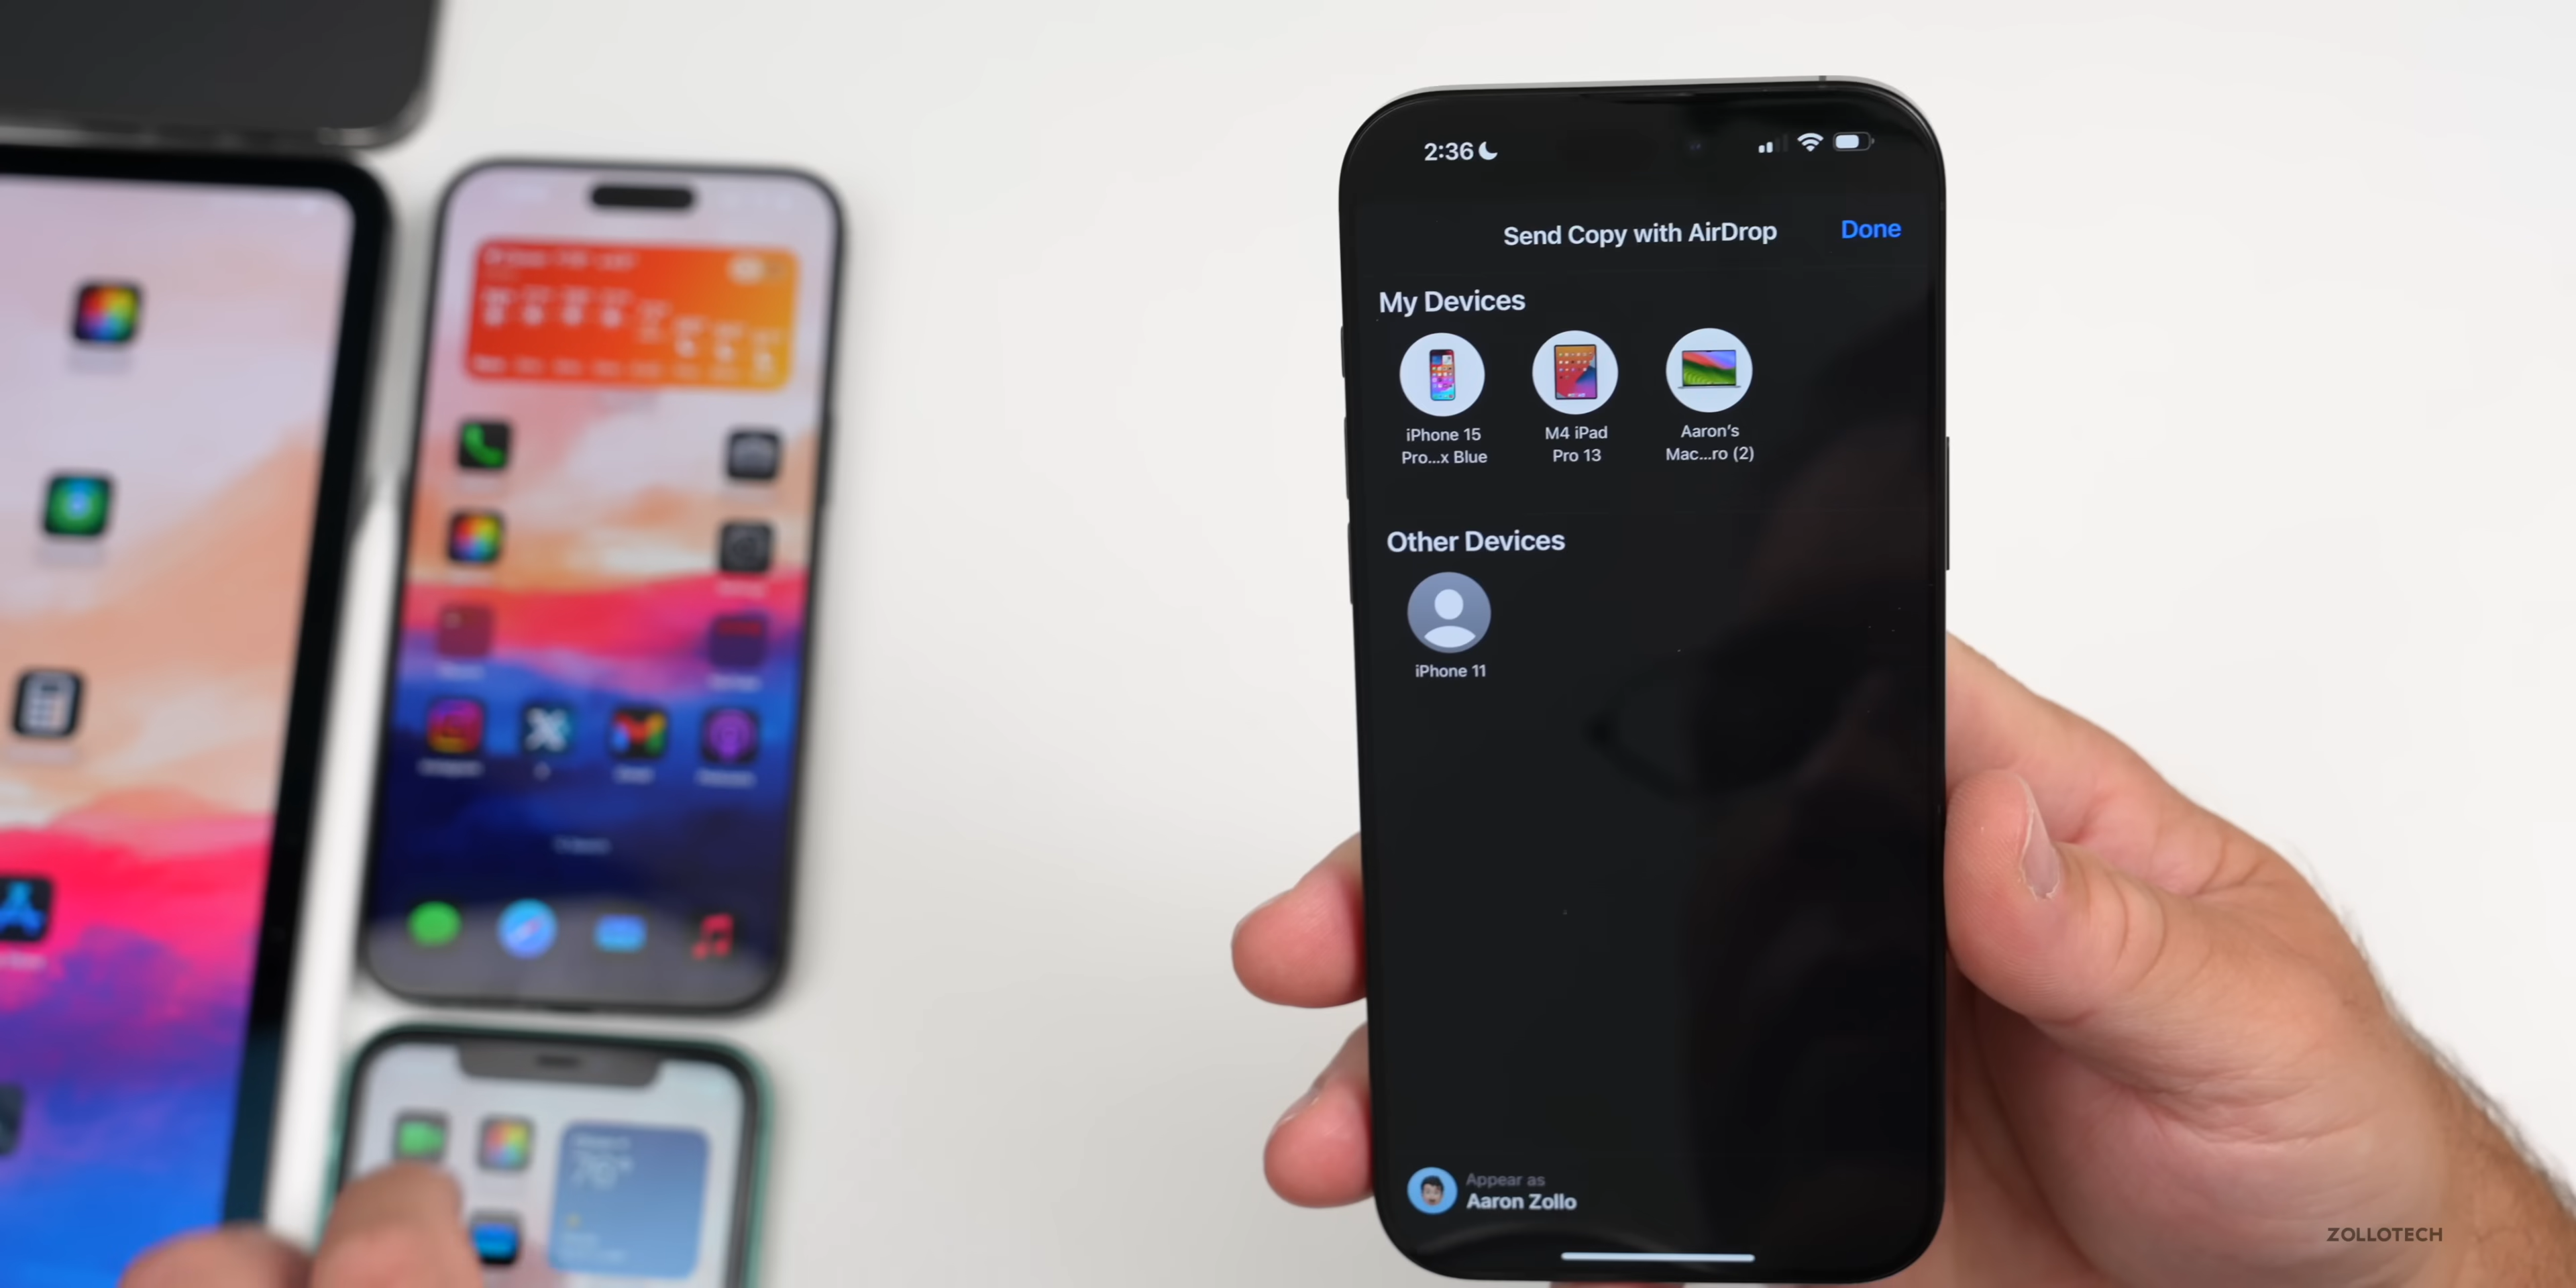 2:36
Send Copy with AirDrop
Done
My Devices
iPhone 15
Pro...x Blue
M4 iPad
Pro 13
Aaron's
Mac...ro (2)
Other Devices
iPhone 11
Appear as
Aaron Zollo
ZOLLOTECH